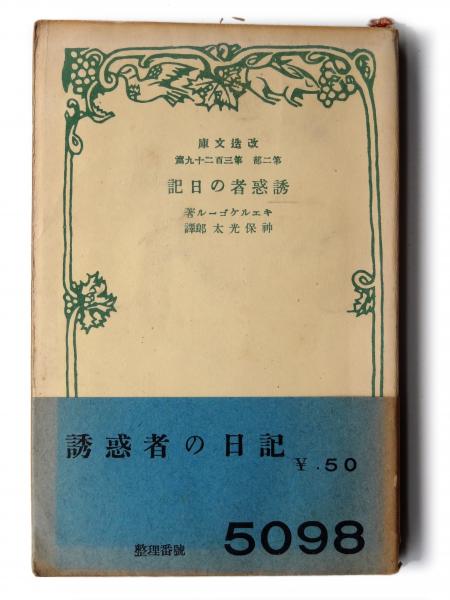 庫文造改
篇九十二百三第 部二第
記日の者惑誘
著ルーゴケルエキ
譯郎太光保神
誘惑者の日記
¥.50
整理番號
5098